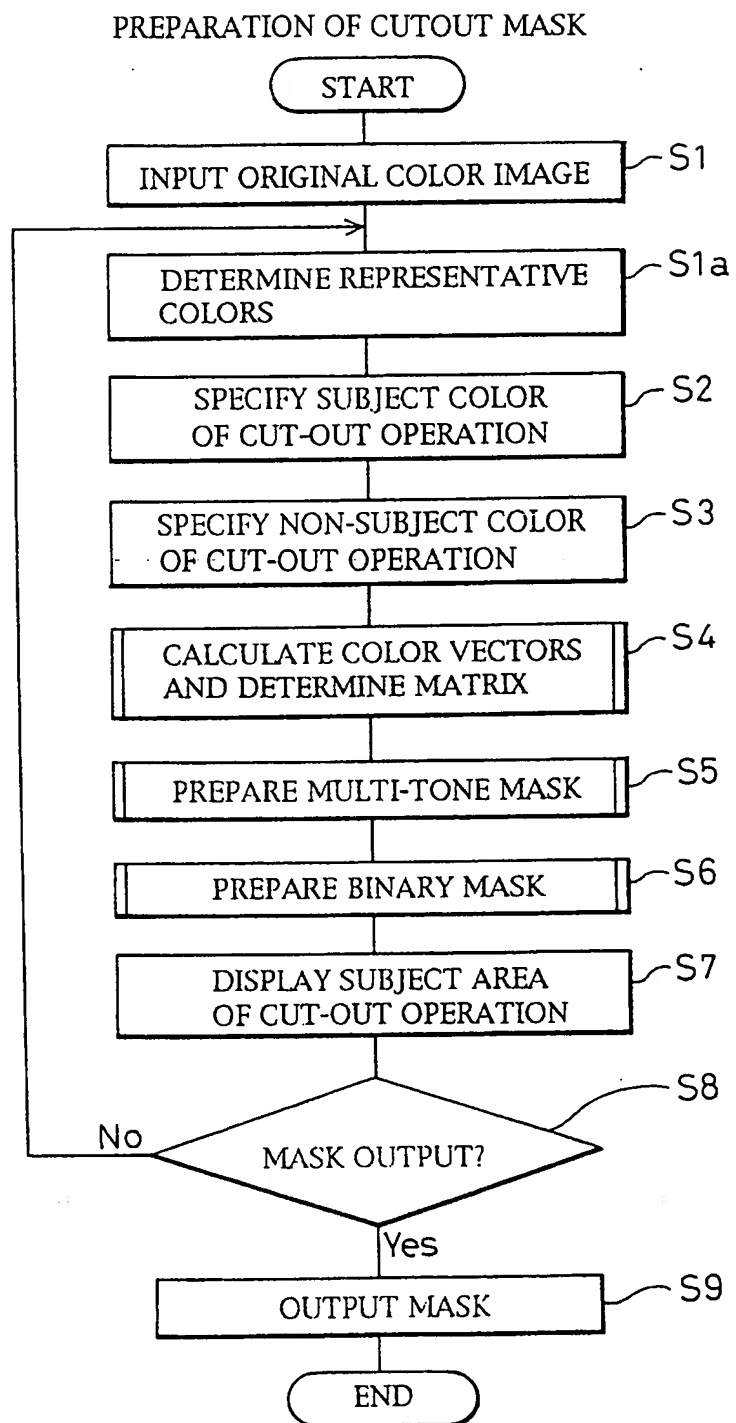 PREPARATION OF CUTOUT MASK
START
INPUT ORIGINAL COLOR IMAGE
S1
DETERMINE REPRESENTATIVE
COLORS
S1a
SPECIFY SUBJECT COLOR
OF CUT-OUT OPERATION
S2
SPECIFY NON-SUBJECT COLOR
OF CUT-OUT OPERATION
S3
CALCULATE COLOR VECTORS
AND DETERMINE MATRIX
S4
PREPARE MULTI-TONE MASK
S5
PREPARE BINARY MASK
S6
DISPLAY SUBJECT AREA
OF CUT-OUT OPERATION
S7
MASK OUTPUT?
S8
No
Yes
OUTPUT MASK
S9
END